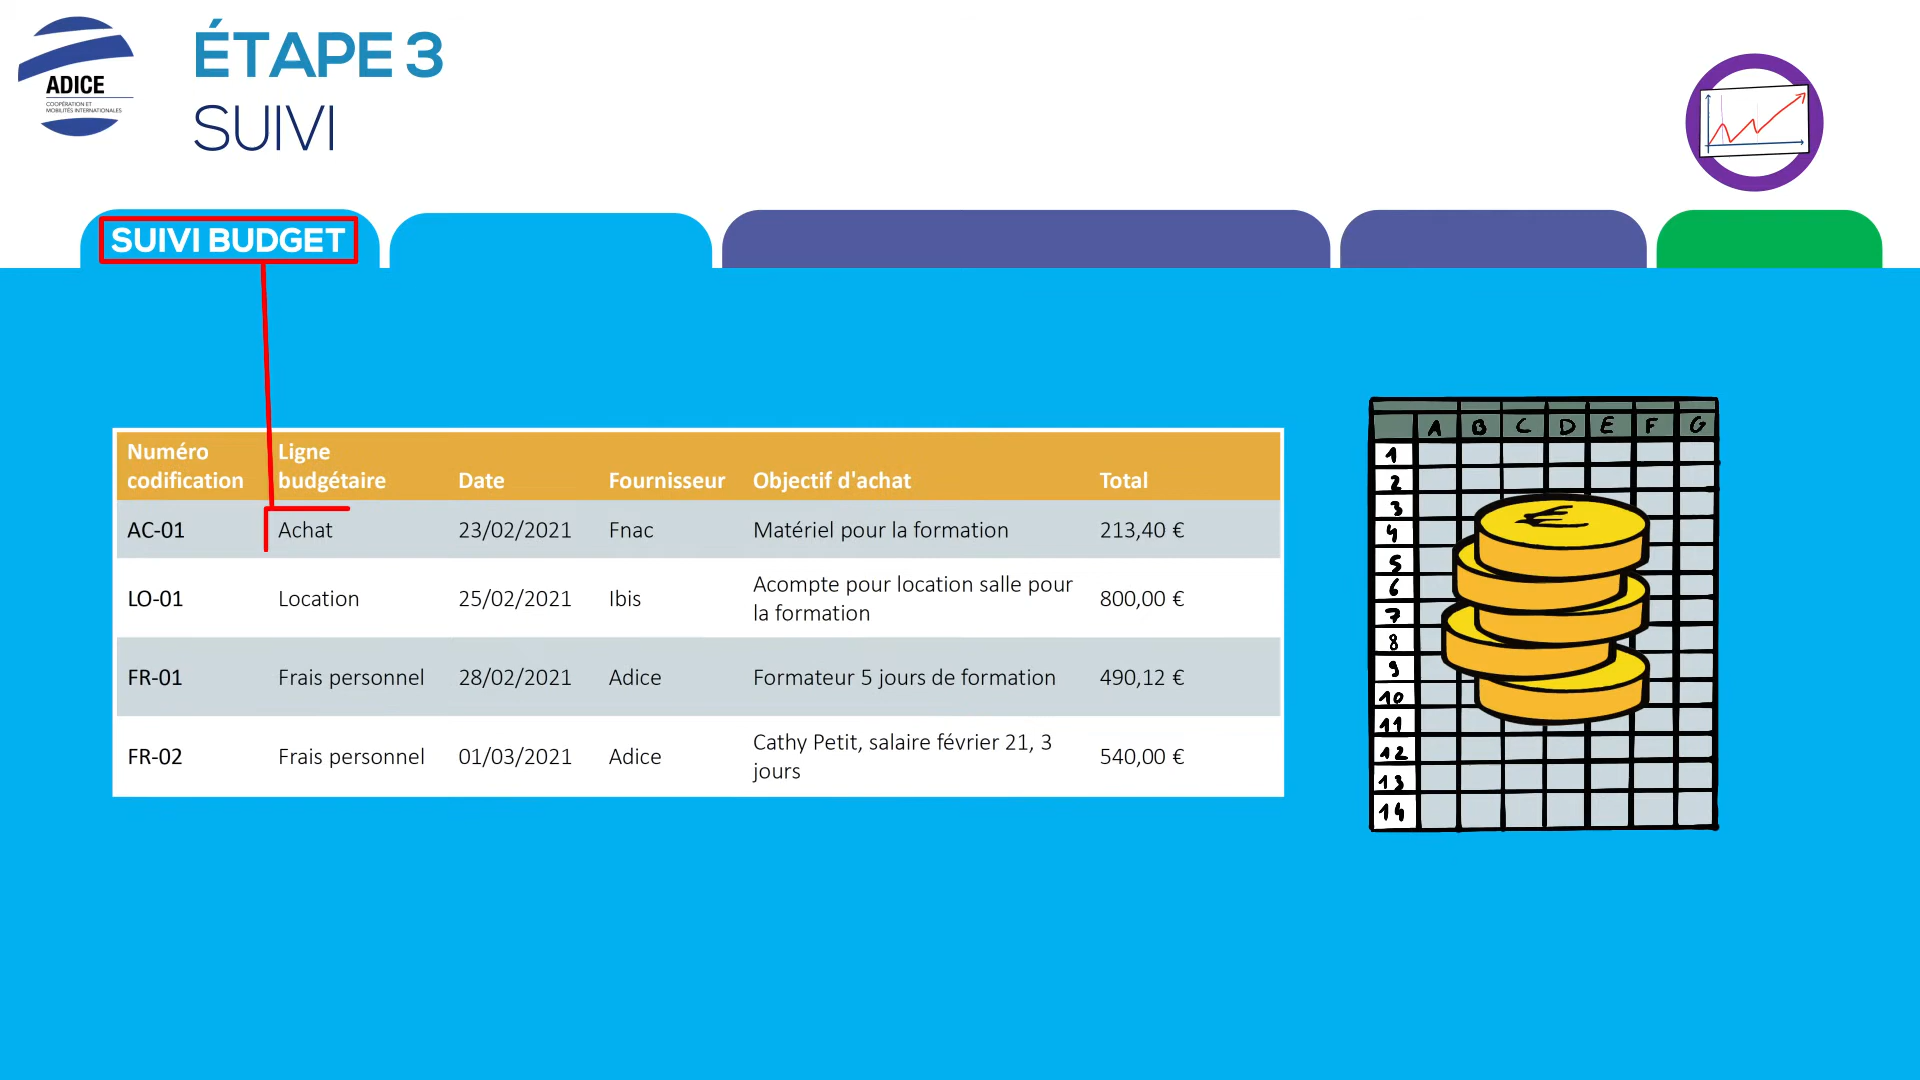 ADICE
COOPÉRATION ET
MOBILITÉS INTERNATIONALES
ÉTAPE 3
SUIVI
SUIVI BUDGET
Numéro codification Ligne budgétaire Date Fournisseur Objectif d'achat Total
AC-01 Achat 23/02/2021 Fnac Matériel pour la formation 213,40 €
LO-01 Location 25/02/2021 Ibis Acompte pour location salle pour la formation 800,00 €
FR-01 Frais personnel 28/02/2021 Adice Formateur 5 jours de formation 490,12 €
FR-02 Frais personnel 01/03/2021 Adice Cathy Petit, salaire février 21, 3 jours 540,00 €
A B C D E F G
1
2
3
4
5
6
7
8
9
10
11
12
13
14
€